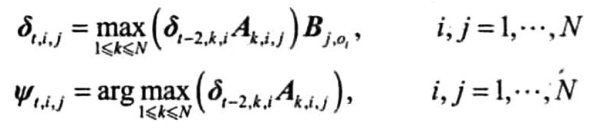 δ_{t,i,j} = max_{1≤k≤N} (δ_{t-2,k,i} A_{k,i,j}) B_{j,o_t}, i, j = 1, ⋯, N
ψ_{t,i,j} = arg max_{1≤k≤N} (δ_{t-2,k,i} A_{k,i,j}), i, j = 1, ⋯, N